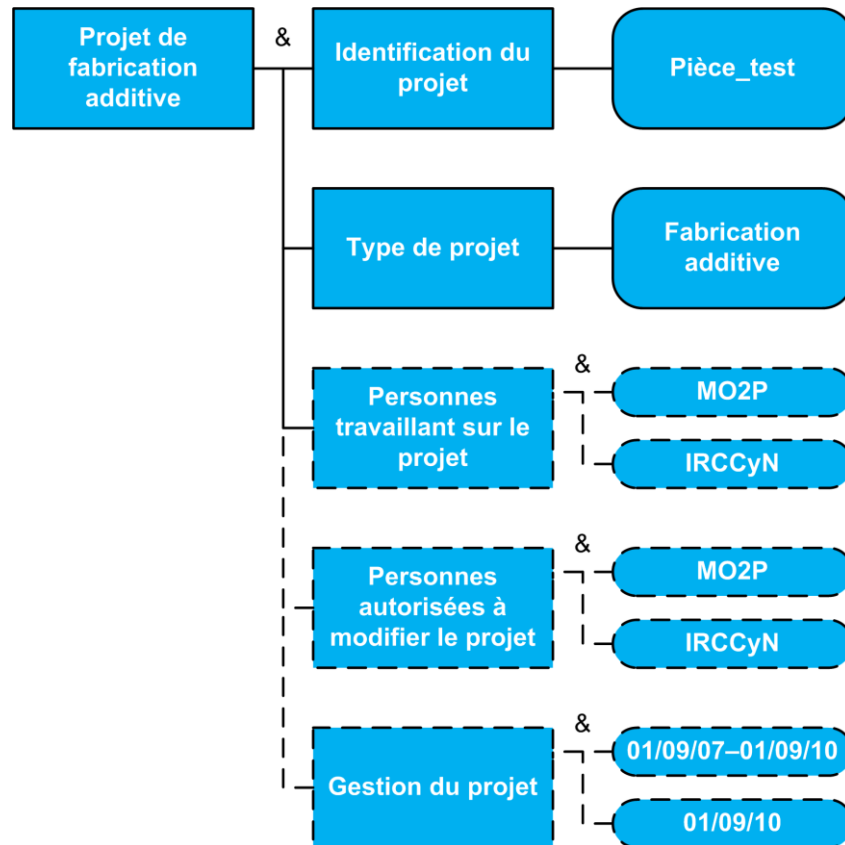 Projet de
fabrication
additive
&
Identification du
projet
Pièce_test
Type de projet
Fabrication
additive
Personnes
travaillant sur le
projet
&
MO2P
IRCCyN
Personnes
autorisées à
modifier le projet
&
MO2P
IRCCyN
Gestion du projet
&
01/09/07–01/09/10
01/09/10